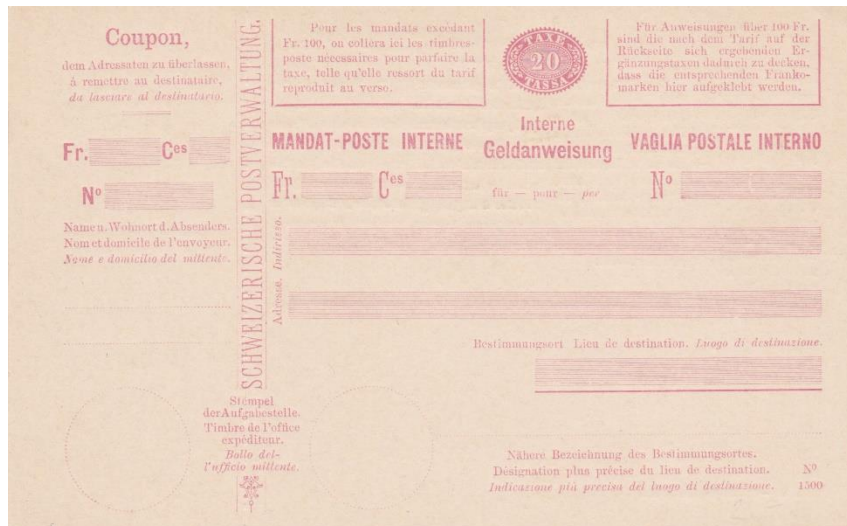 Coupon,
dem Adressaten zu überlassen,
à remettre au destinataire,
da lasciare al destinatario.
Fr. Ces
No
Name u. Wohnort d. Absenders.
Nom et domicile de l'envoyeur.
Nome e domicilio del mittente.
SCHWEIZERISCHE POSTVERWALTUNG.
Stempel
der Aufgabestelle.
Timbre de l'office
expéditeur.
Bollo del-
l'ufficio mittente.
Pour les mandats excédant
Fr. 100, on collera ici les timbres-
poste nécessaires pour parfaire la
taxe, telle qu'elle ressort du tarif
reproduit au verso.
TAXE
20
TASSA
Für Anweisungen über 100 Fr.
sind die nach dem Tarif auf der
Rückseite sich ergebenden Er-
gänzungstaxen dadurch zu decken,
dass die entsprechenden Franko-
marken hier aufgeklebt werden.
MANDAT-POSTE INTERNE
Interne
Geldanweisung
VAGLIA POSTALE INTERNO
Fr. Ces für — pour — per No
Adresse. Indirizzo.
Bestimmungsort Lieu de destination. Luogo di destinazione.
Nähere Bezeichnung des Bestimmungsortes.
Désignation plus précise du lieu de destination. No
Indicazione più precisa del luogo di destinazione. 1500